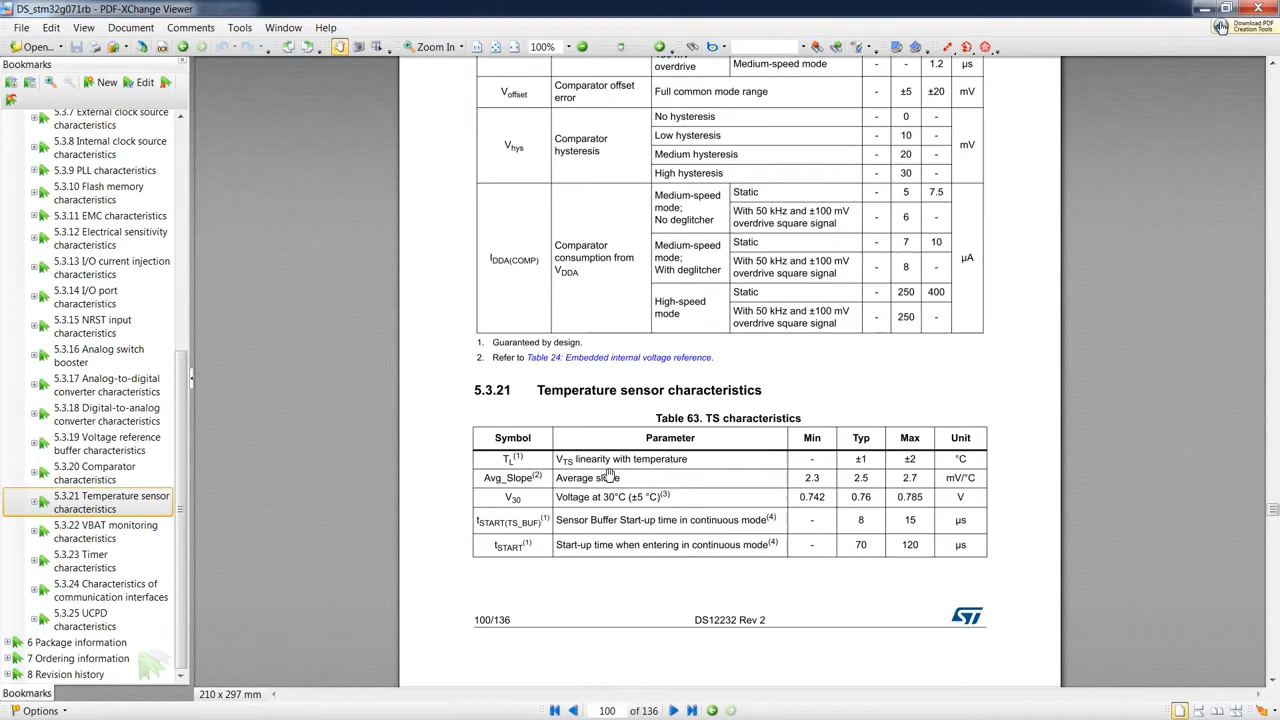 DS_stm32g071rb - PDF-XChange Viewer
File Edit View Document Comments Tools Window Help
Download PDF
Creation Tools
Open... Zoom In 100%
Bookmarks
New Edit
5.3.7 External clock source
characteristics
5.3.8 Internal clock source
characteristics
5.3.9 PLL characteristics
5.3.10 Flash memory
characteristics
5.3.11 EMC characteristics
5.3.12 Electrical sensitivity
characteristics
5.3.13 I/O current injection
characteristics
5.3.14 I/O port
characteristics
5.3.15 NRST input
characteristics
5.3.16 Analog switch
booster
5.3.17 Analog-to-digital
converter characteristics
5.3.18 Digital-to-analog
converter characteristics
5.3.19 Voltage reference
buffer characteristics
5.3.20 Comparator
characteristics
5.3.21 Temperature sensor
characteristics
5.3.22 VBAT monitoring
characteristics
5.3.23 Timer
characteristics
5.3.24 Characteristics of
communication interfaces
5.3.25 UCPD
characteristics
6 Package information
7 Ordering information
8 Revision history
Bookmarks
Options
overdrive Medium-speed mode - - 1.2 µs
Voffset Comparator offset error Full common mode range - ±5 ±20 mV
Vhys Comparator hysteresis No hysteresis - 0 - mV
Low hysteresis - 10 -
Medium hysteresis - 20 -
High hysteresis - 30 -
IDDA(COMP) Comparator consumption from VDDA Medium-speed mode; No deglitcher Static - 5 7.5 µA
With 50 kHz and ±100 mV overdrive square signal - 6 -
Medium-speed mode; With deglitcher Static - 7 10
With 50 kHz and ±100 mV overdrive square signal - 8 -
High-speed mode Static - 250 400
With 50 kHz and ±100 mV overdrive square signal - 250 -
1. Guaranteed by design.
2. Refer to Table 24: Embedded internal voltage reference.
5.3.21 Temperature sensor characteristics
Table 63. TS characteristics
Symbol Parameter Min Typ Max Unit
TL(1) VTS linearity with temperature - ±1 ±2 °C
Avg_Slope(2) Average slope 2.3 2.5 2.7 mV/°C
V30 Voltage at 30°C (±5 °C)(3) 0.742 0.76 0.785 V
tSTART(TS_BUF)(1) Sensor Buffer Start-up time in continuous mode(4) - 8 15 µs
tSTART(1) Start-up time when entering in continuous mode(4) - 70 120 µs
100/136 DS12232 Rev 2 ST
210 x 297 mm
100 of 136